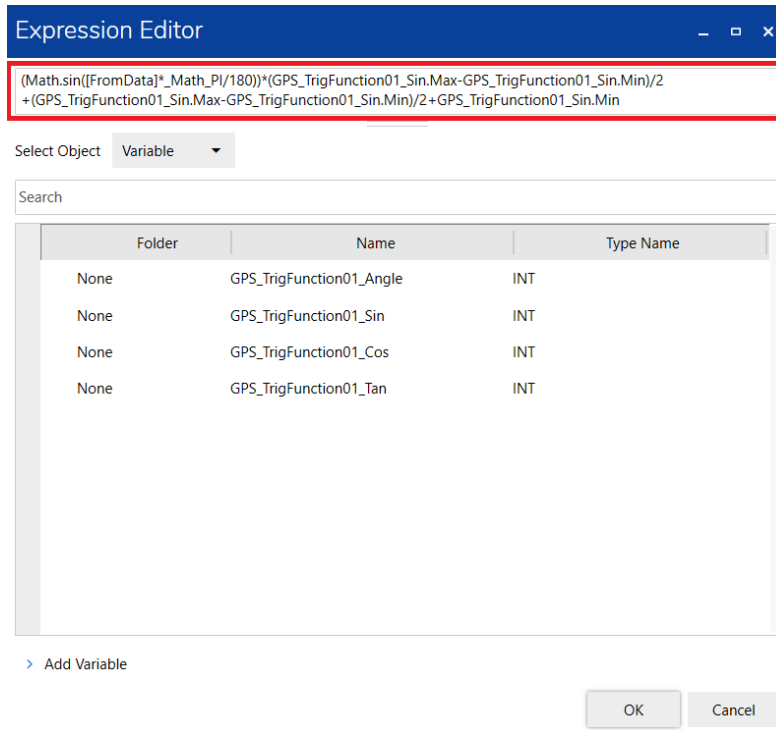 Expression Editor
(Math.sin([FromData]*_Math_PI/180))*(GPS_TrigFunction01_Sin.Max-GPS_TrigFunction01_Sin.Min)/2
+(GPS_TrigFunction01_Sin.Max-GPS_TrigFunction01_Sin.Min)/2+GPS_TrigFunction01_Sin.Min
Select Object Variable
Search
Folder Name Type Name
None GPS_TrigFunction01_Angle INT
None GPS_TrigFunction01_Sin INT
None GPS_TrigFunction01_Cos INT
None GPS_TrigFunction01_Tan INT
Add Variable
OK Cancel